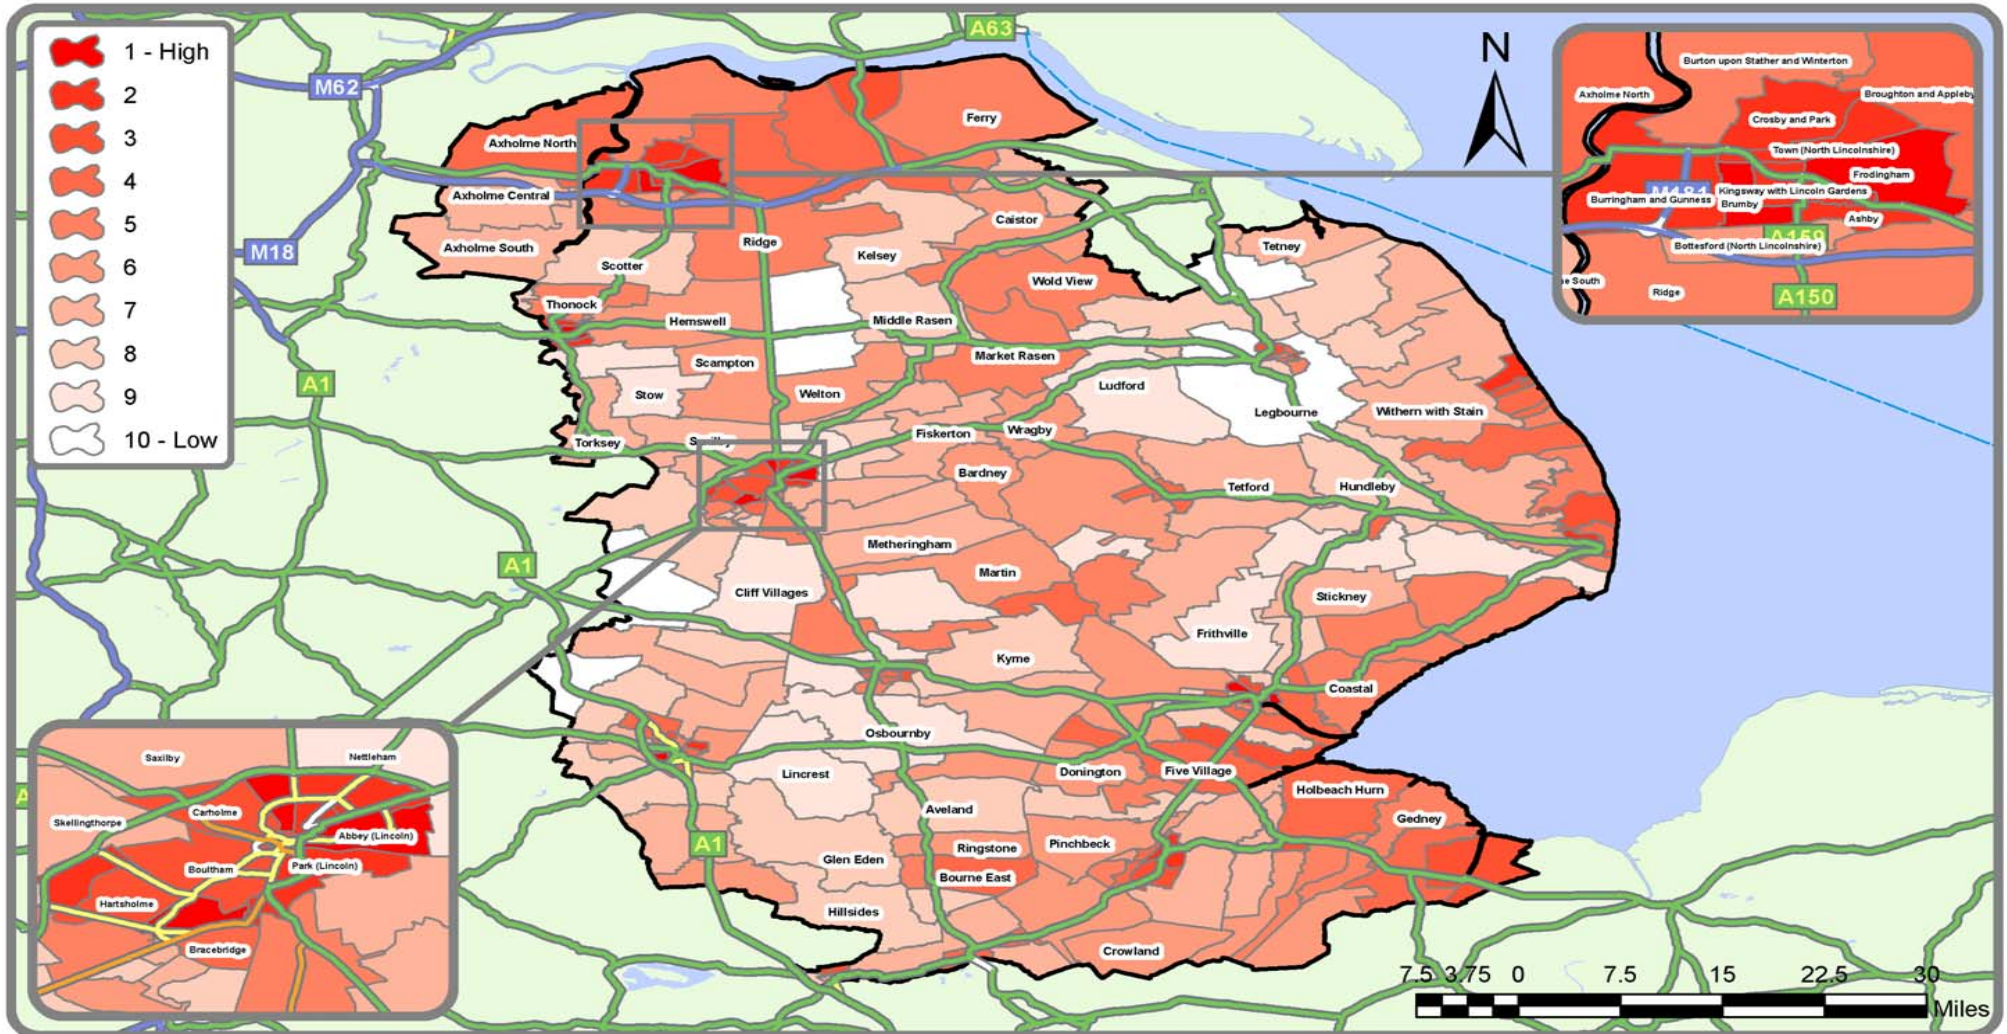 1 - High
2
3
4
5
6
7
8
9
10 - Low
M62
A63
M18
A1
A1
A1
N
Ferry
Axholme North
Axholme Central
Axholme South
Ridge
Caistor
Kelsey
Scotter
Tetney
Wold View
Thonock
Hemswell
Middle Rasen
Scampton
Market Rasen
Stow
Welton
Ludford
Legbourne
Withern with Stain
Torksey
Fiskerton
Wragby
Bardney
Tetford
Hundleby
Metheringham
Martin
Cliff Villages
Stickney
Frithville
Kyme
Coastal
Osbournby
Lincrest
Donington
Five Village
Holbeach Hurn
Aveland
Gedney
Ringstone
Pinchbeck
Glen Eden
Bourne East
Hillsides
Crowland
Burton upon Stather and Winterton
Axholme North
Broughton and Appleby
Crosby and Park
Town (North Lincolnshire)
Frodingham
M181
Kingsway with Lincoln Gardens
Burringham and Gunness
Brumby
Ashby
A159
Bottesford (North Lincolnshire)
Ridge
A150
Saxilby
Nettleham
Carholme
Skellingthorpe
Abbey (Lincoln)
Boultham
Park (Lincoln)
Hartsholme
Bracebridge
7.5 3.75 0 7.5 15 22.5 30
Miles